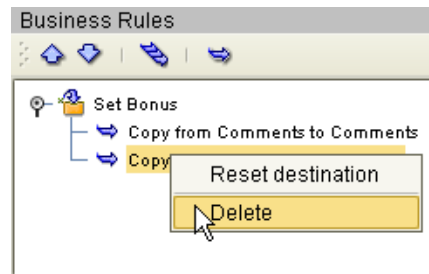 Business Rules
Set Bonus
Copy from Comments to Comments
Copy
Reset destination
Delete